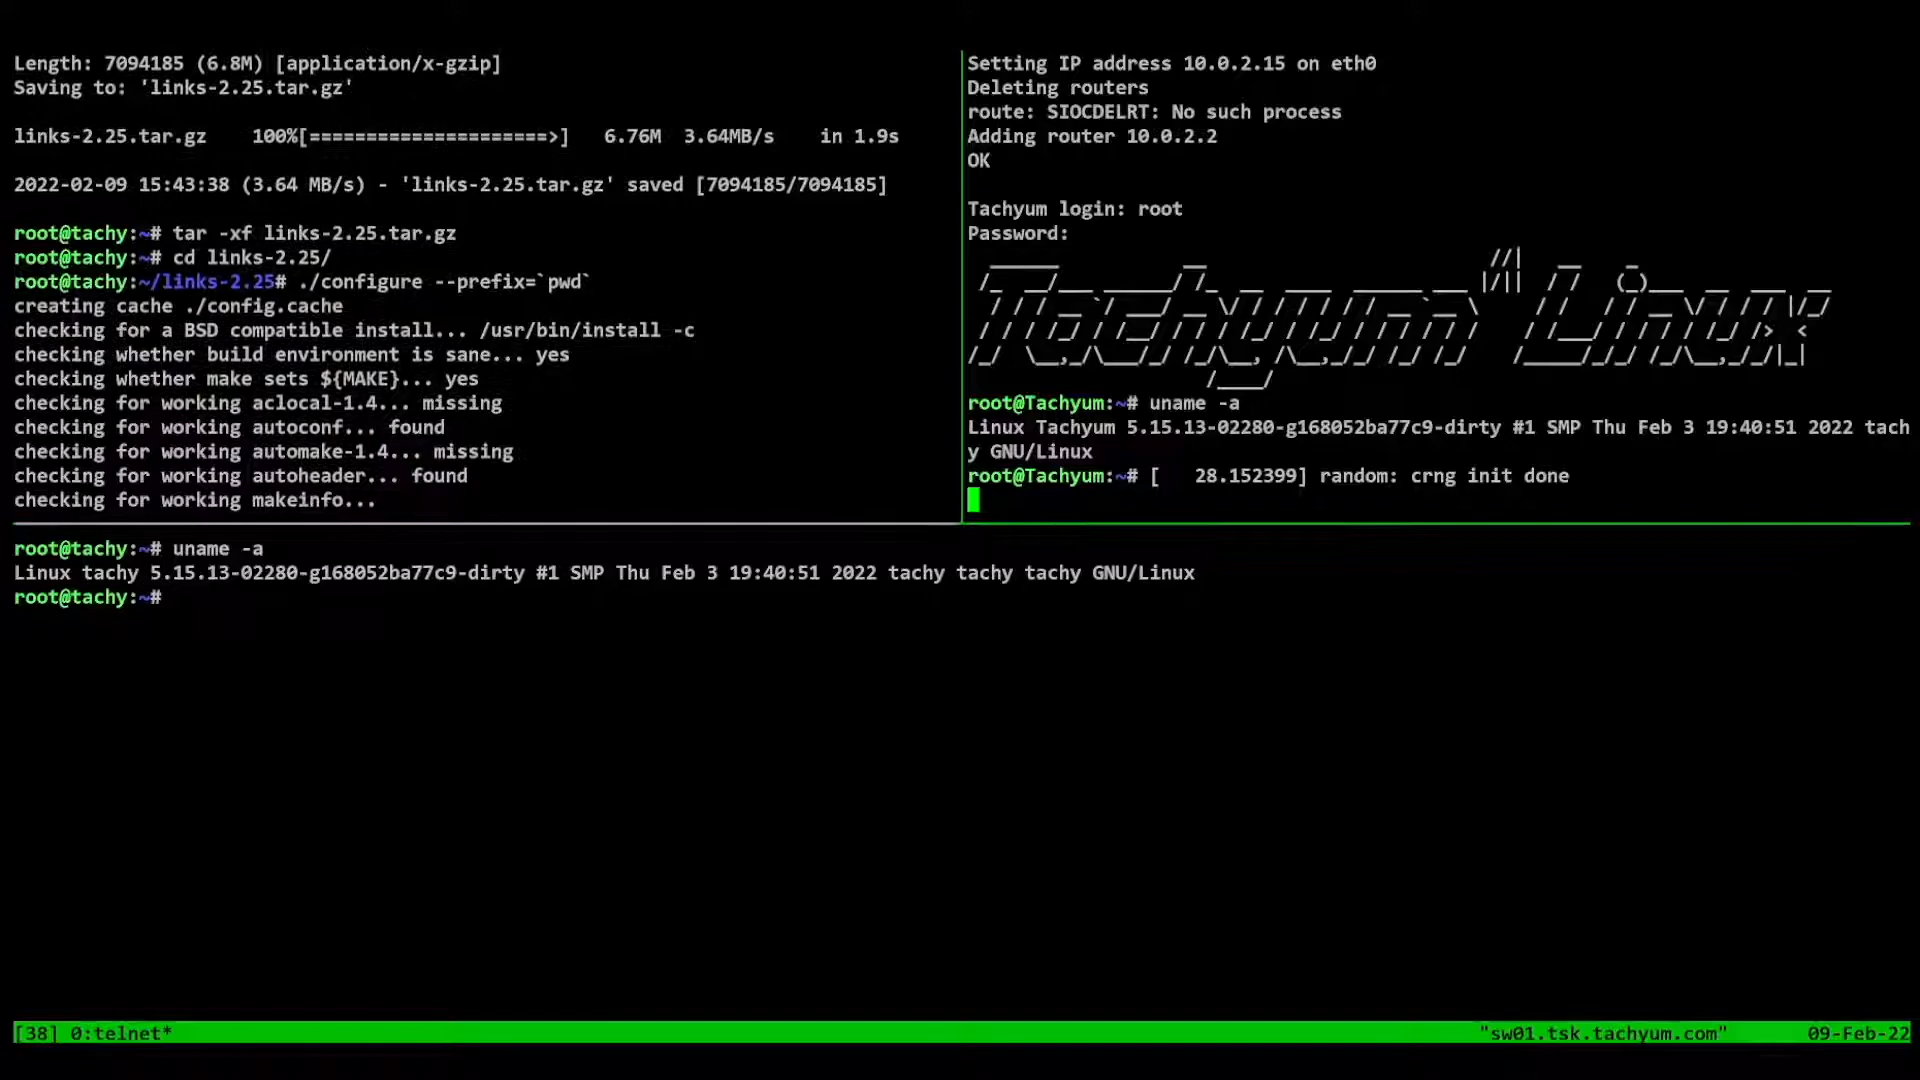 Length: 7094185 (6.8M) [application/x-gzip]
Saving to: 'links-2.25.tar.gz'
links-2.25.tar.gz    100%[=====================>]   6.76M  3.64MB/s    in 1.9s
2022-02-09 15:43:38 (3.64 MB/s) - 'links-2.25.tar.gz' saved [7094185/7094185]
root@tachy:~# tar -xf links-2.25.tar.gz
root@tachy:~# cd links-2.25/
root@tachy:~/links-2.25# ./configure --prefix=`pwd`
creating cache ./config.cache
checking for a BSD compatible install... /usr/bin/install -c
checking whether build environment is sane... yes
checking whether make sets ${MAKE}... yes
checking for working aclocal-1.4... missing
checking for working autoconf... found
checking for working automake-1.4... missing
checking for working autoheader... found
checking for working makeinfo...
Setting IP address 10.0.2.15 on eth0
Deleting routers
route: SIOCDELRT: No such process
Adding router 10.0.2.2
OK
Tachyum login: root
Password:
Tachyum Linux
root@Tachyum:~# uname -a
Linux Tachyum 5.15.13-02280-g168052ba77c9-dirty #1 SMP Thu Feb 3 19:40:51 2022 tach
y GNU/Linux
root@Tachyum:~# [   28.152399] random: crng init done
root@tachy:~# uname -a
Linux tachy 5.15.13-02280-g168052ba77c9-dirty #1 SMP Thu Feb 3 19:40:51 2022 tachy tachy tachy GNU/Linux
root@tachy:~#
[38] 0:telnet*    "sw01.tsk.tachyum.com"    09-Feb-22